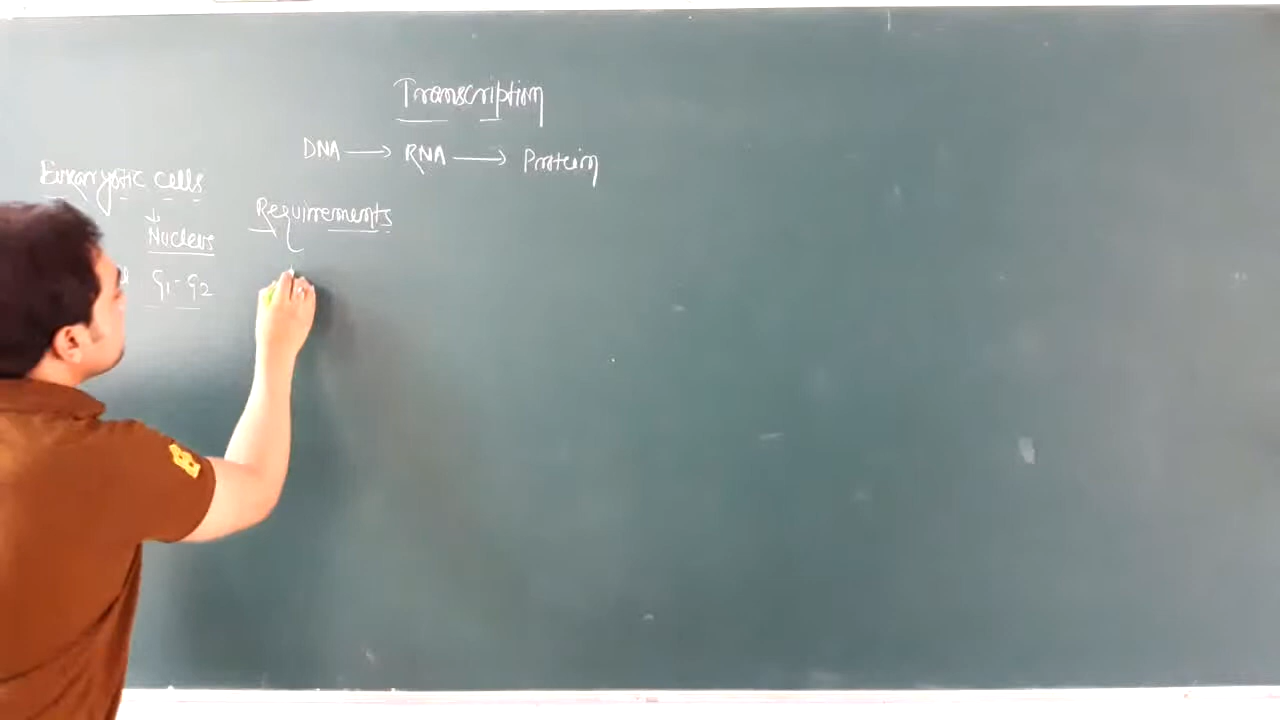 Transcription
DNA → RNA → Protein
Eukaryotic cells
↓
Nucleus
G1-G2
Requirements